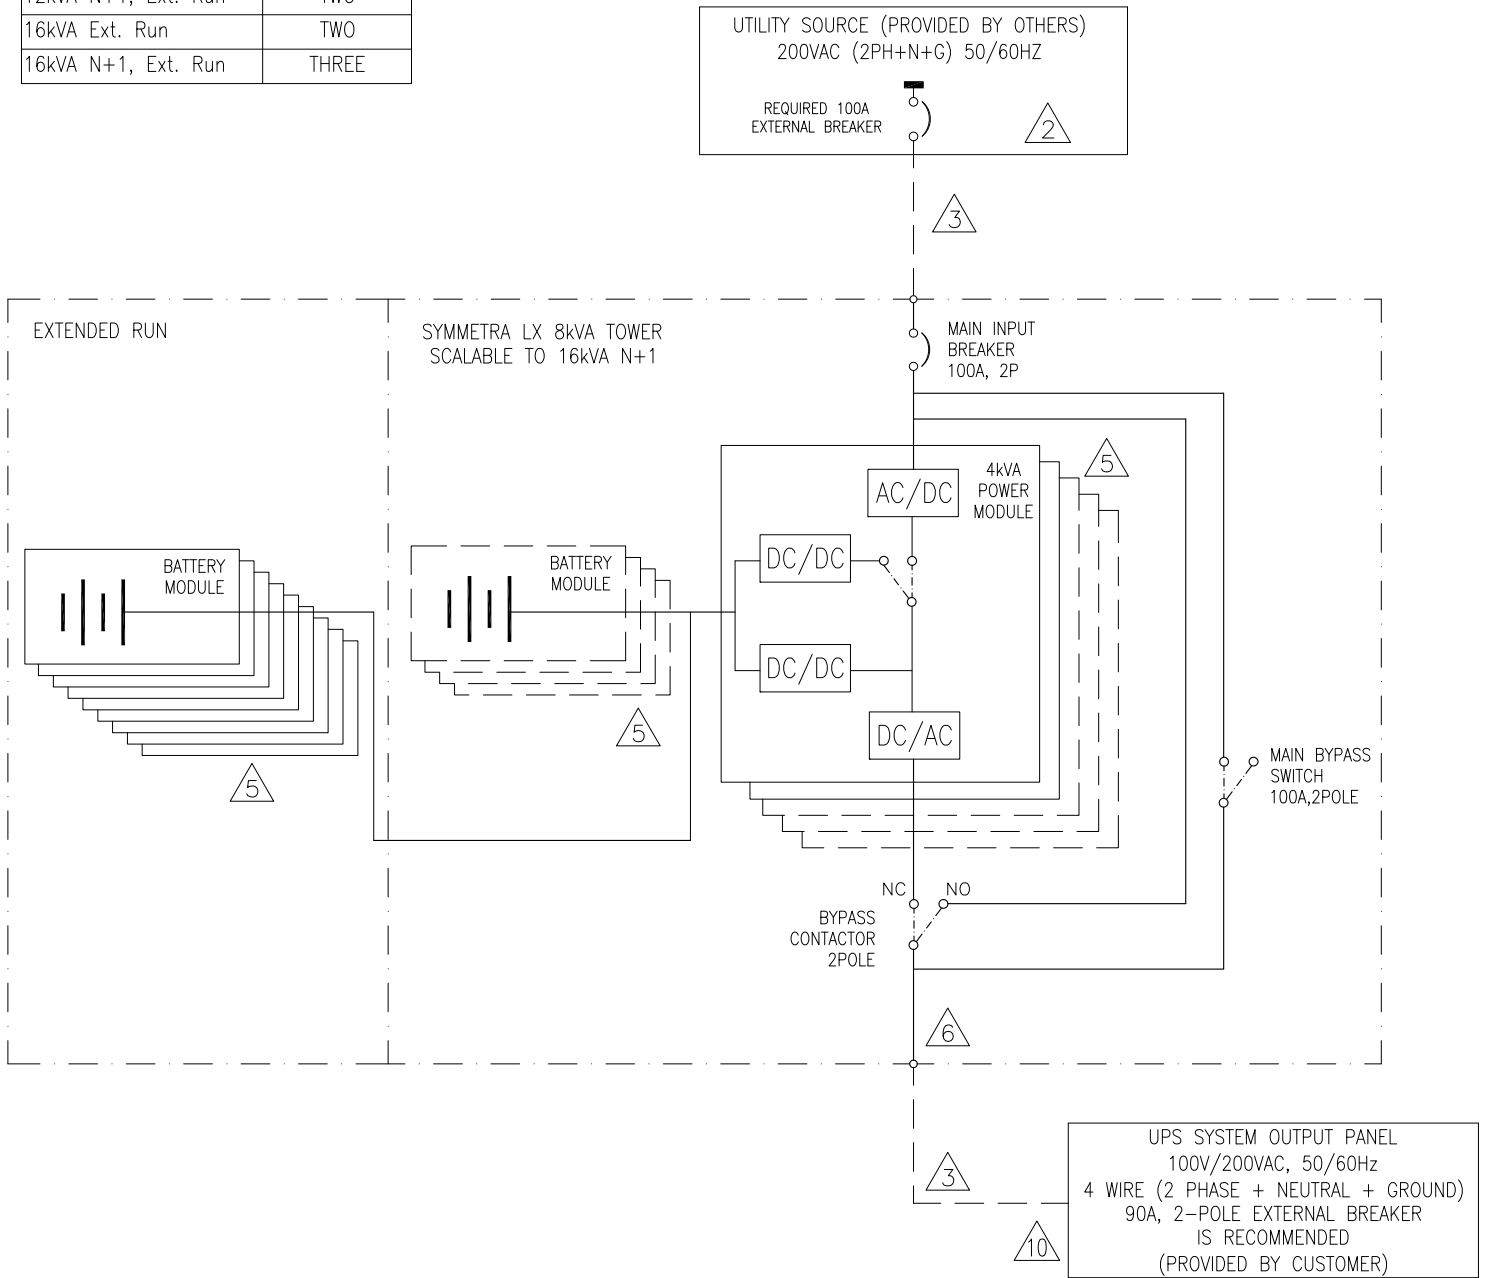 16kVA Ext. Run TWO
16kVA N+1, Ext. Run THREE
UTILITY SOURCE (PROVIDED BY OTHERS)
200VAC (2PH+N+G) 50/60HZ
REQUIRED 100A
EXTERNAL BREAKER
2
3
EXTENDED RUN
SYMMETRA LX 8kVA TOWER
SCALABLE TO 16kVA N+1
MAIN INPUT
BREAKER
100A, 2P
4kVA
POWER
MODULE
5
AC/DC
DC/DC
BATTERY
MODULE
BATTERY
MODULE
DC/DC
DC/AC
5
5
MAIN BYPASS
SWITCH
100A,2POLE
NC NO
BYPASS
CONTACTOR
2POLE
6
3
10
UPS SYSTEM OUTPUT PANEL
100V/200VAC, 50/60Hz
4 WIRE (2 PHASE + NEUTRAL + GROUND)
90A, 2-POLE EXTERNAL BREAKER
IS RECOMMENDED
(PROVIDED BY CUSTOMER)